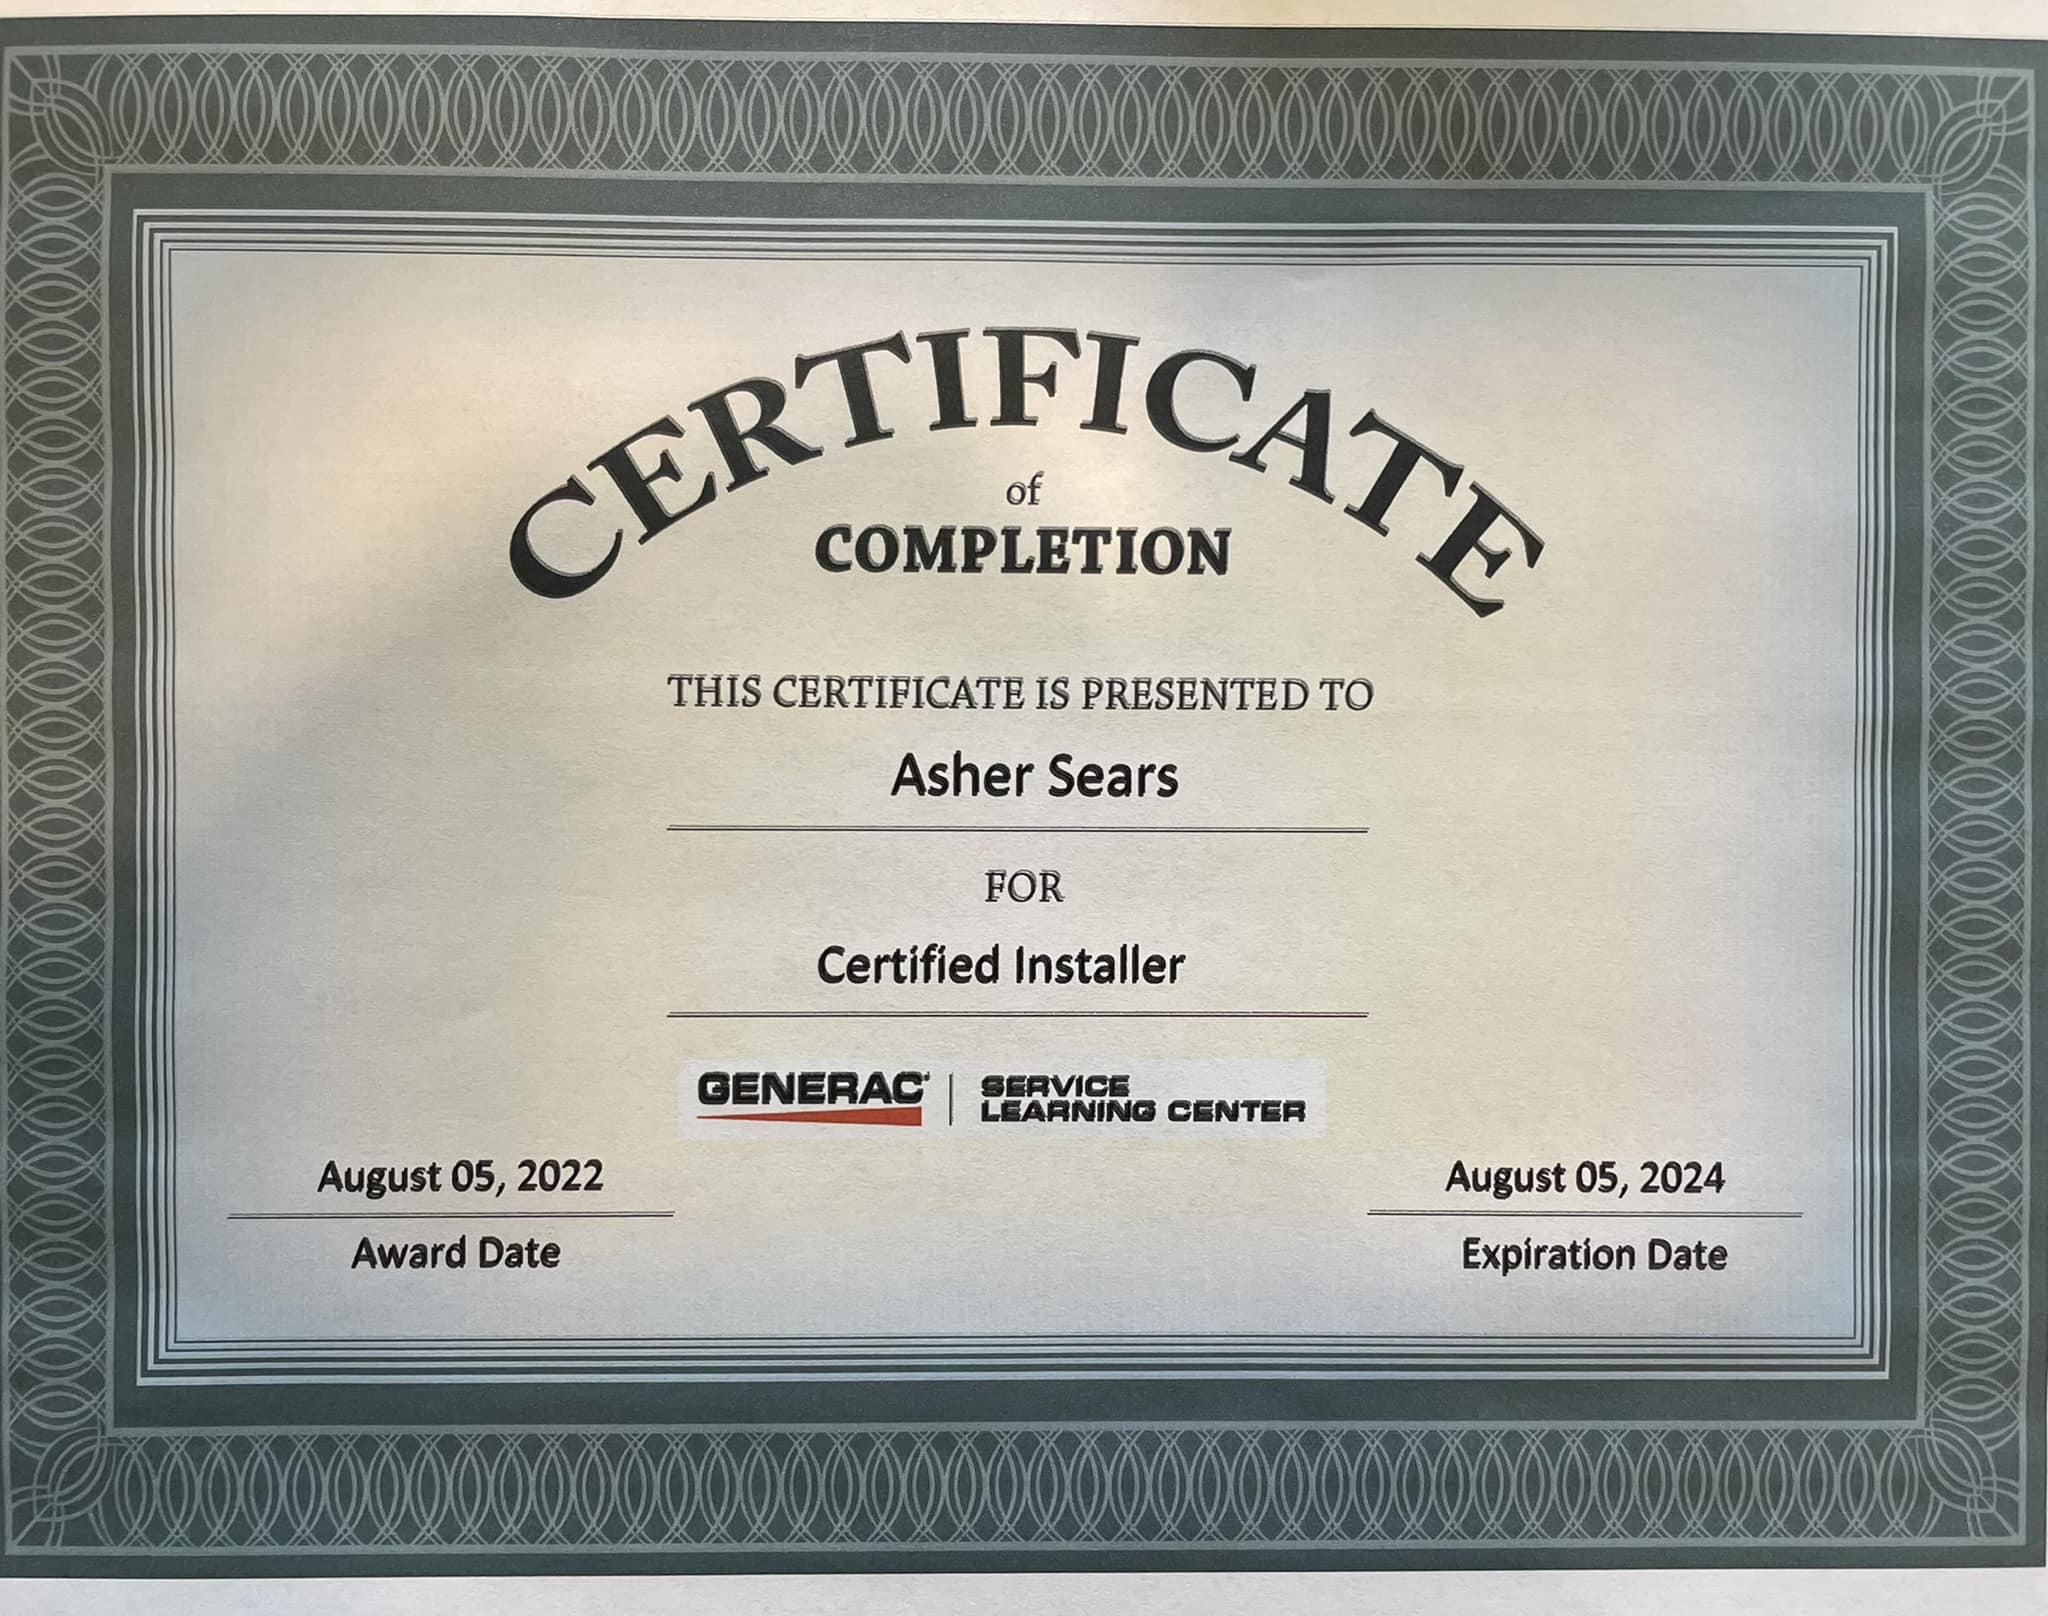 CERTIFICATE
of
COMPLETION
THIS CERTIFICATE IS PRESENTED TO
Asher Sears
FOR
Certified Installer
GENERAC | SERVICE
LEARNING CENTER
August 05, 2022
Award Date
August 05, 2024
Expiration Date